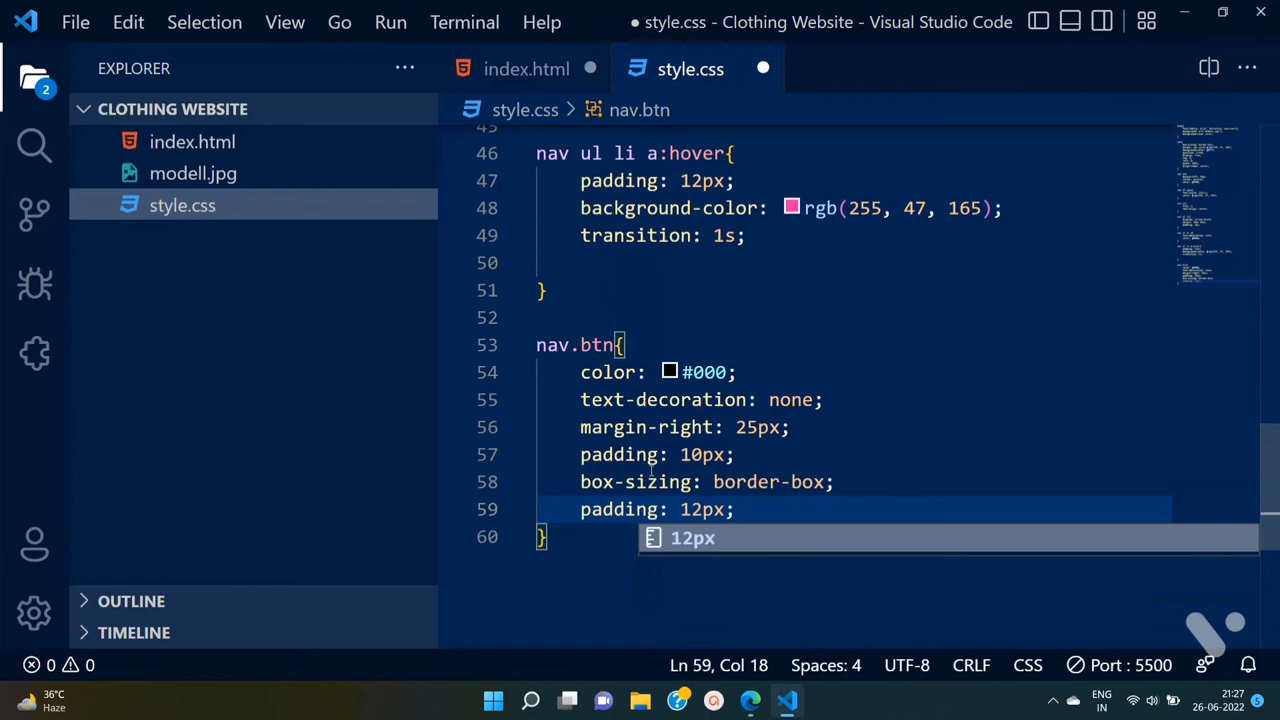 File Edit Selection View Go Run Terminal Help
● style.css - Clothing Website - Visual Studio Code
EXPLORER
index.html
style.css
CLOTHING WEBSITE
style.css > nav.btn
index.html
modell.jpg
style.css
45
46 nav ul li a:hover{
47 padding: 12px;
48 background-color: rgb(255, 47, 165);
49 transition: 1s;
50
51 }
52
53 nav.btn{
54 color: #000;
55 text-decoration: none;
56 margin-right: 25px;
57 padding: 10px;
58 box-sizing: border-box;
59 padding: 12px;
60 }
12px
2
OUTLINE
TIMELINE
0 0
Ln 59, Col 18 Spaces: 4 UTF-8 CRLF CSS Port : 5500
36°C
Haze
ENG
IN
21:27
26-06-2022
5